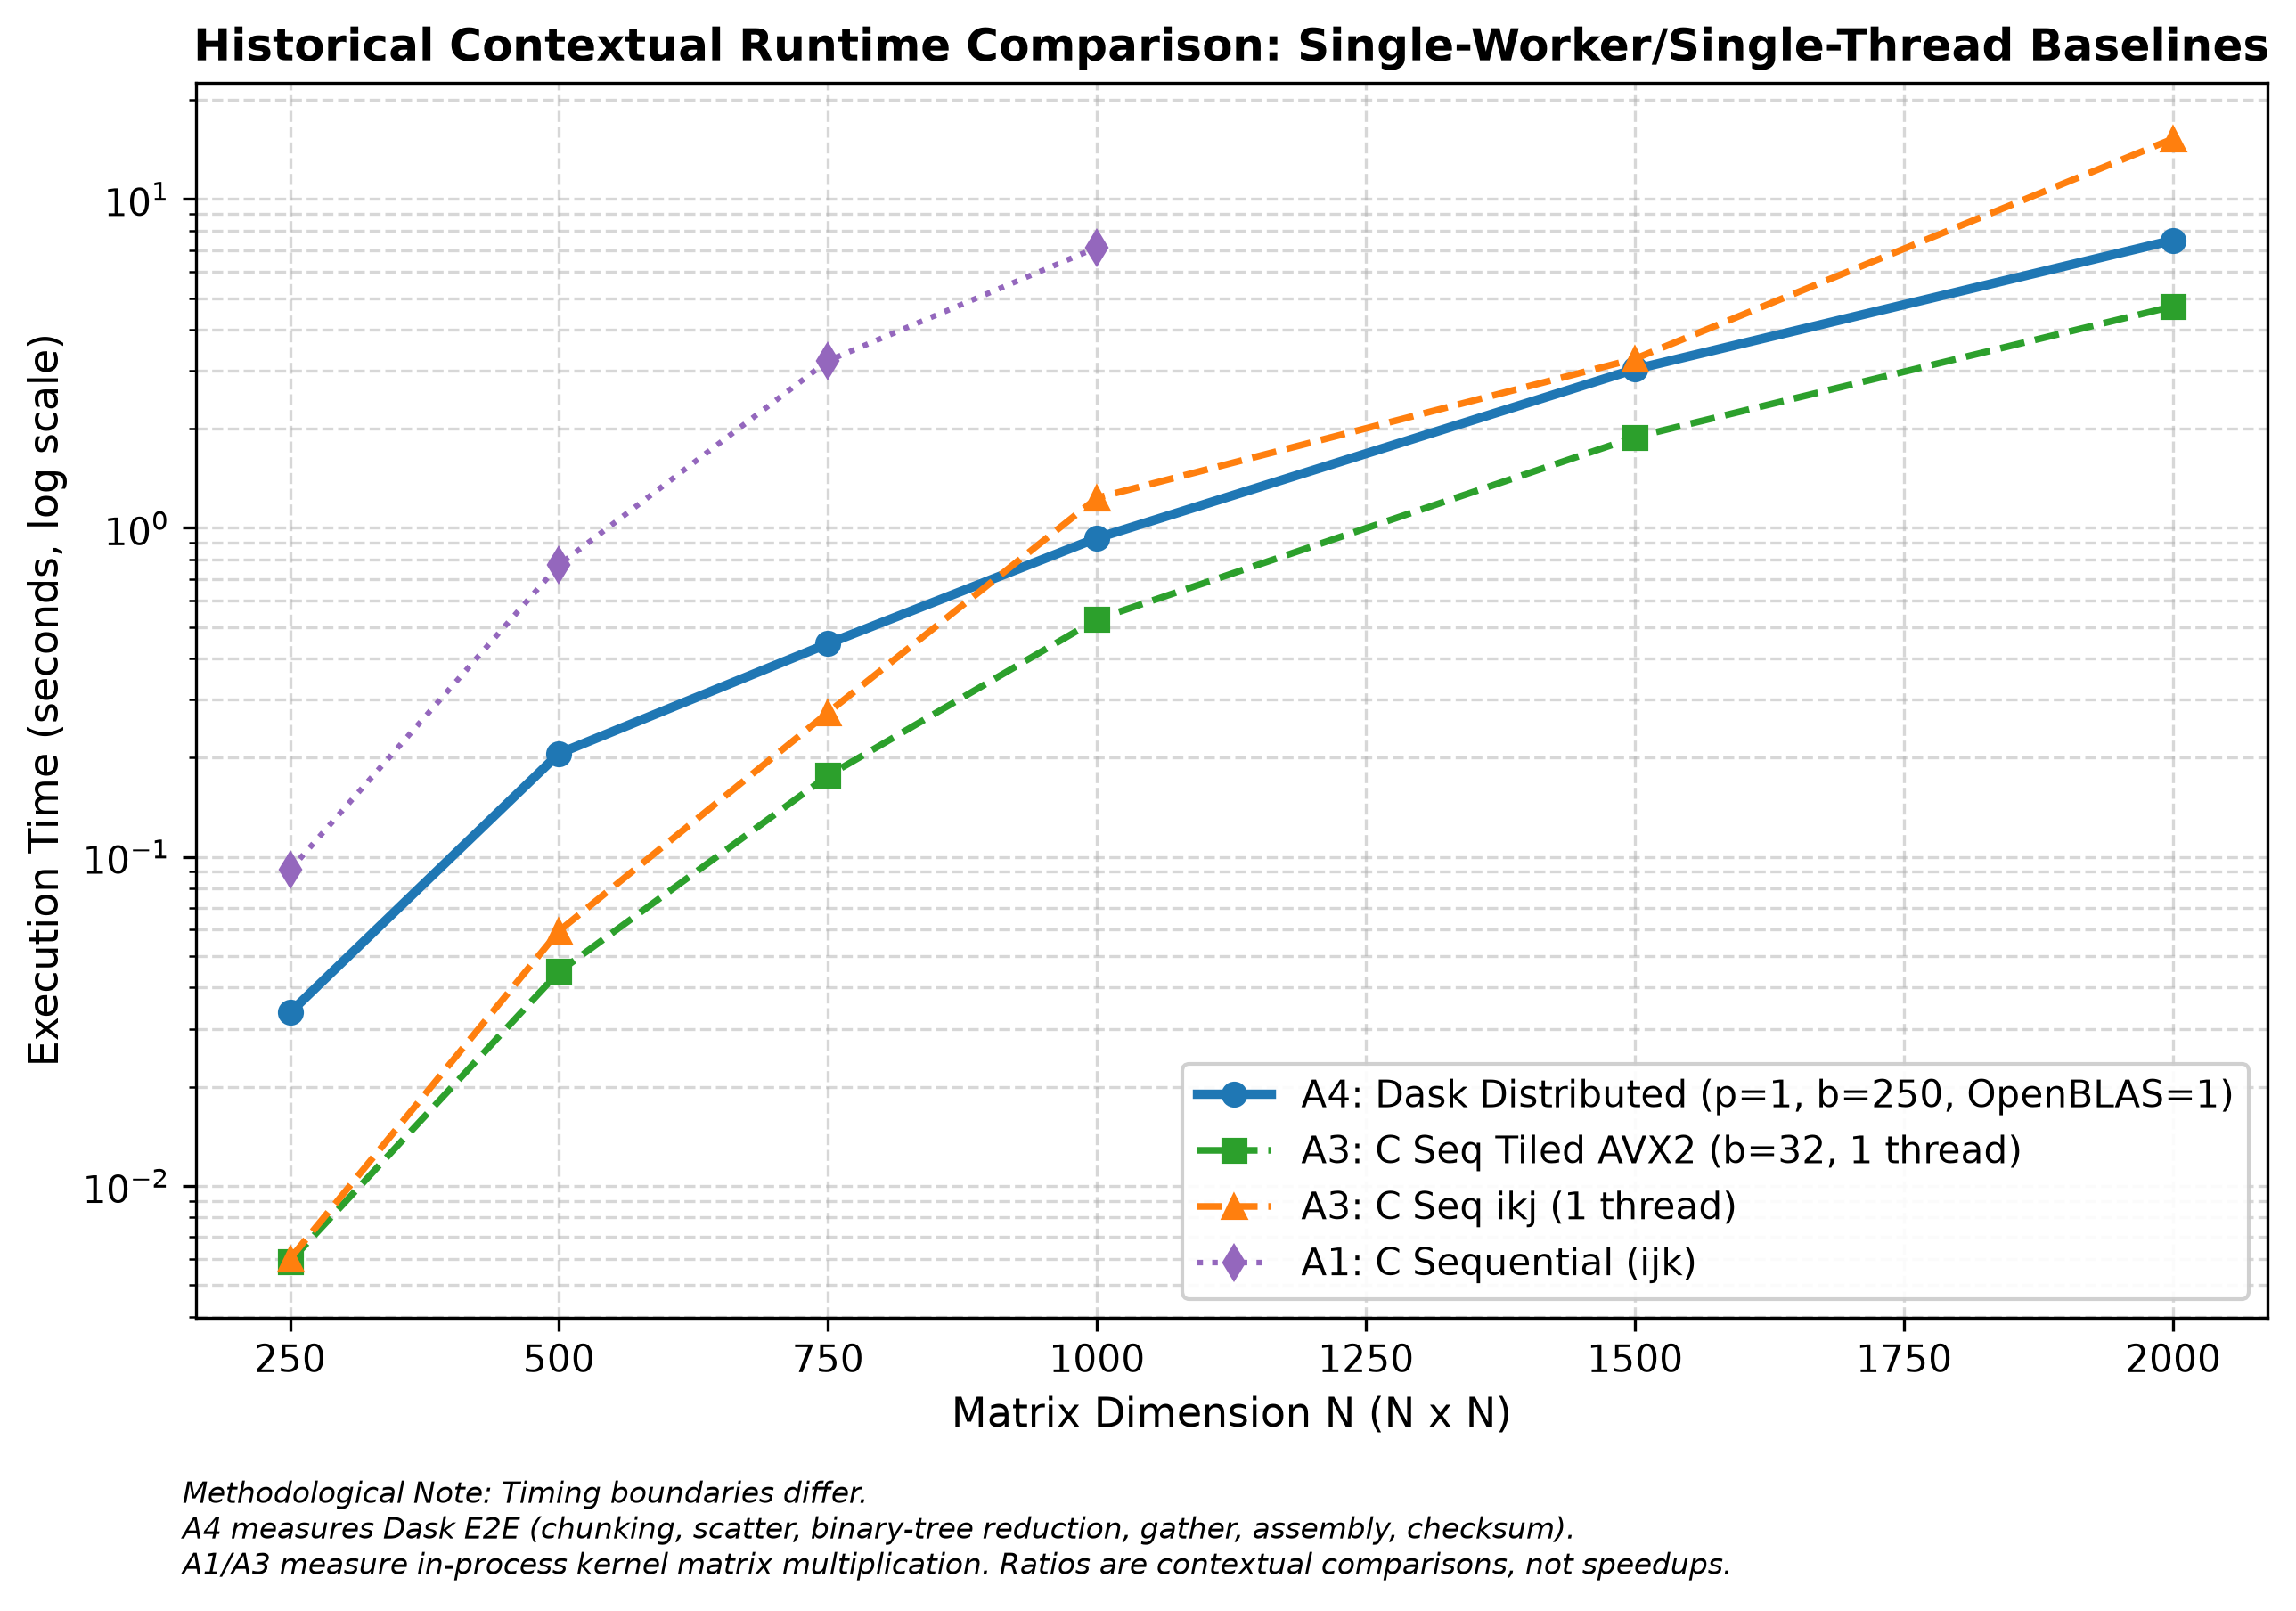 Historical Contextual Runtime Comparison: Single-Worker/Single-Thread Baselines
Execution Time (seconds, log scale)
10¹
10⁰
10⁻¹
10⁻²
A4: Dask Distributed (p=1, b=250, OpenBLAS=1)
A3: C Seq Tiled AVX2 (b=32, 1 thread)
A3: C Seq ikj (1 thread)
A1: C Sequential (ijk)
250 500 750 1000 1250 1500 1750 2000
Matrix Dimension N (N x N)
Methodological Note: Timing boundaries differ.
A4 measures Dask E2E (chunking, scatter, binary-tree reduction, gather, assembly, checksum).
A1/A3 measure in-process kernel matrix multiplication. Ratios are contextual comparisons, not speedups.